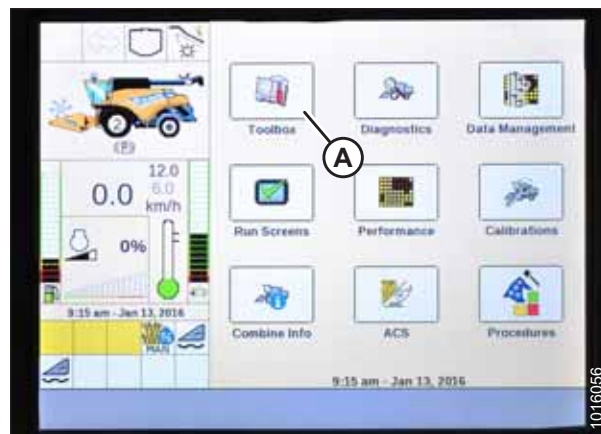 12.0
6.0
0.0 km/h
0%
9:15 am - Jan 13, 2016
MAN
2
(P)
Toolbox
Diagnostics
Data Management
A
Run Screens
Performance
Calibrations
Combine Info
ACS
Procedures
9:15 am - Jan 13, 2016
1016056